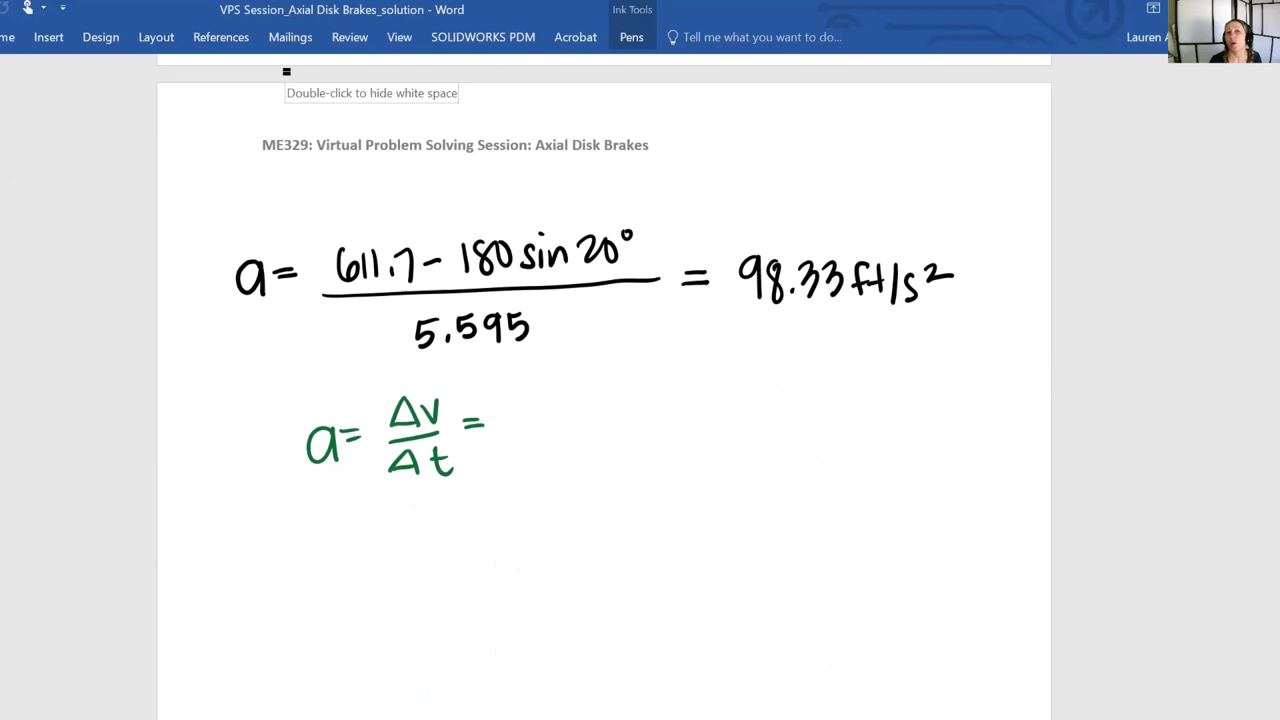 VPS Session_Axial Disk Brakes_solution - Word
Ink Tools
me Insert Design Layout References Mailings Review View SOLIDWORKS PDM Acrobat Pens Tell me what you want to do... Lauren A
Double-click to hide white space
ME329: Virtual Problem Solving Session: Axial Disk Brakes
a = 611.7 - 180 sin 20° / 5.595 = 98.33 ft/s²
a = Δv / Δt =